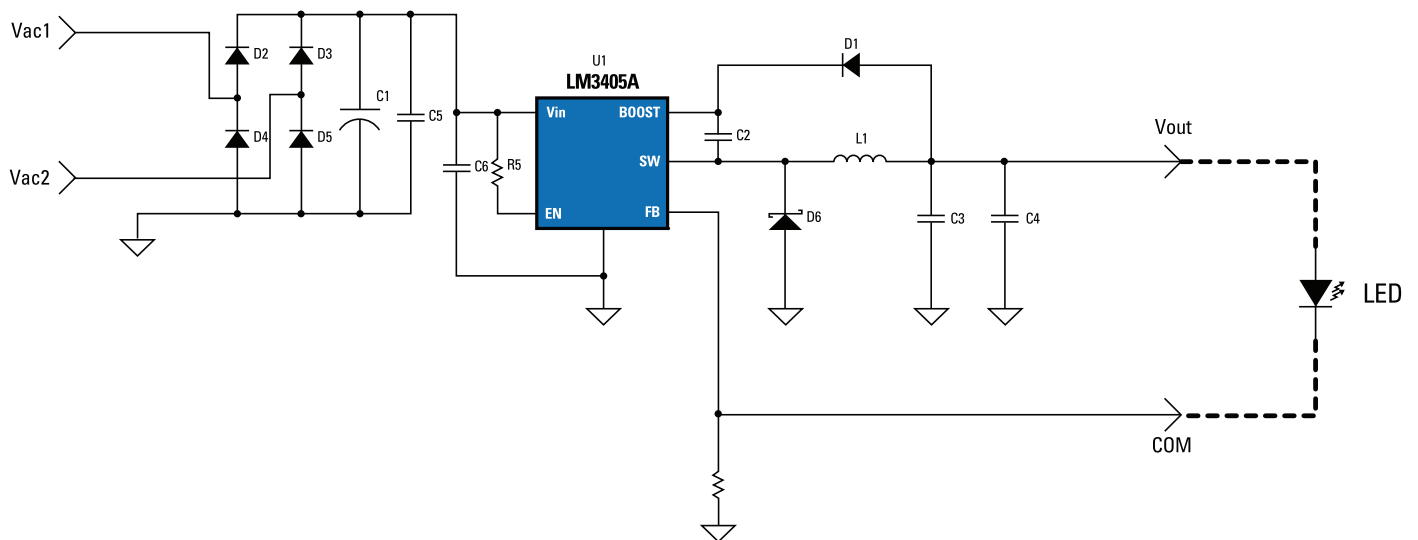 Vac1
D2
D3
D1
U1
LM3405A
C1
C5
Vin
BOOST
D4
D5
C2
Vout
L1
SW
C6
R5
Vac2
EN
FB
D6
C3
C4
LED
COM